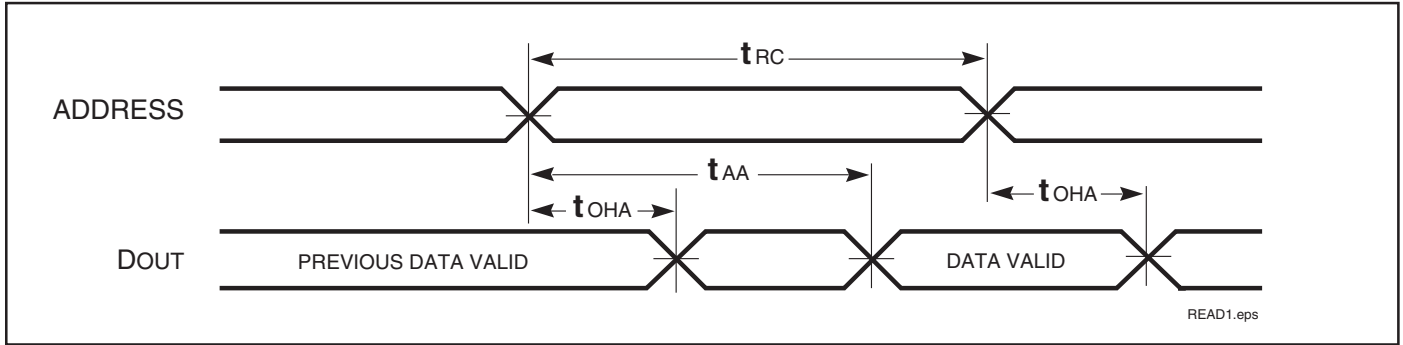 tRC
ADDRESS
tAA
tOHA
tOHA
DOUT
PREVIOUS DATA VALID
DATA VALID
READ1.eps